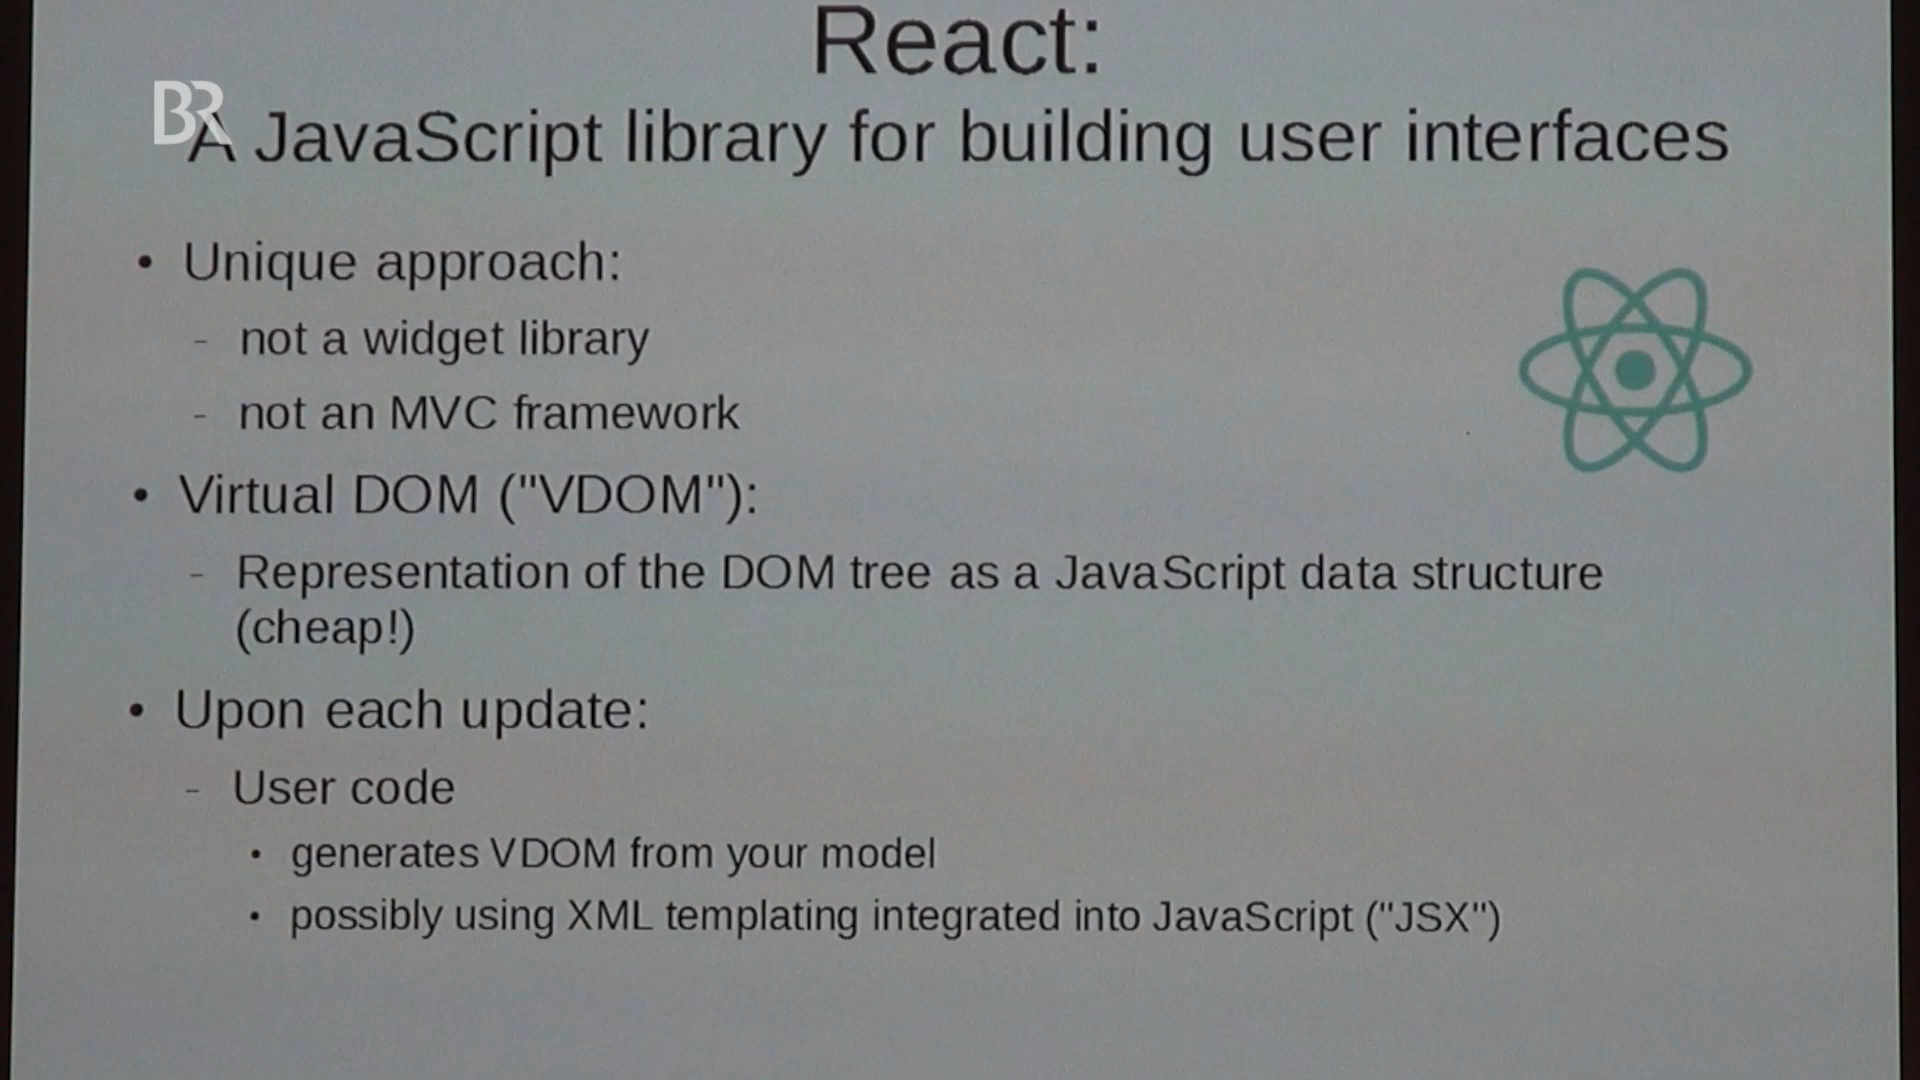 React:
BR
A JavaScript library for building user interfaces
• Unique approach:
- not a widget library
- not an MVC framework
• Virtual DOM ("VDOM"):
- Representation of the DOM tree as a JavaScript data structure
(cheap!)
• Upon each update:
- User code
• generates VDOM from your model
• possibly using XML templating integrated into JavaScript ("JSX")